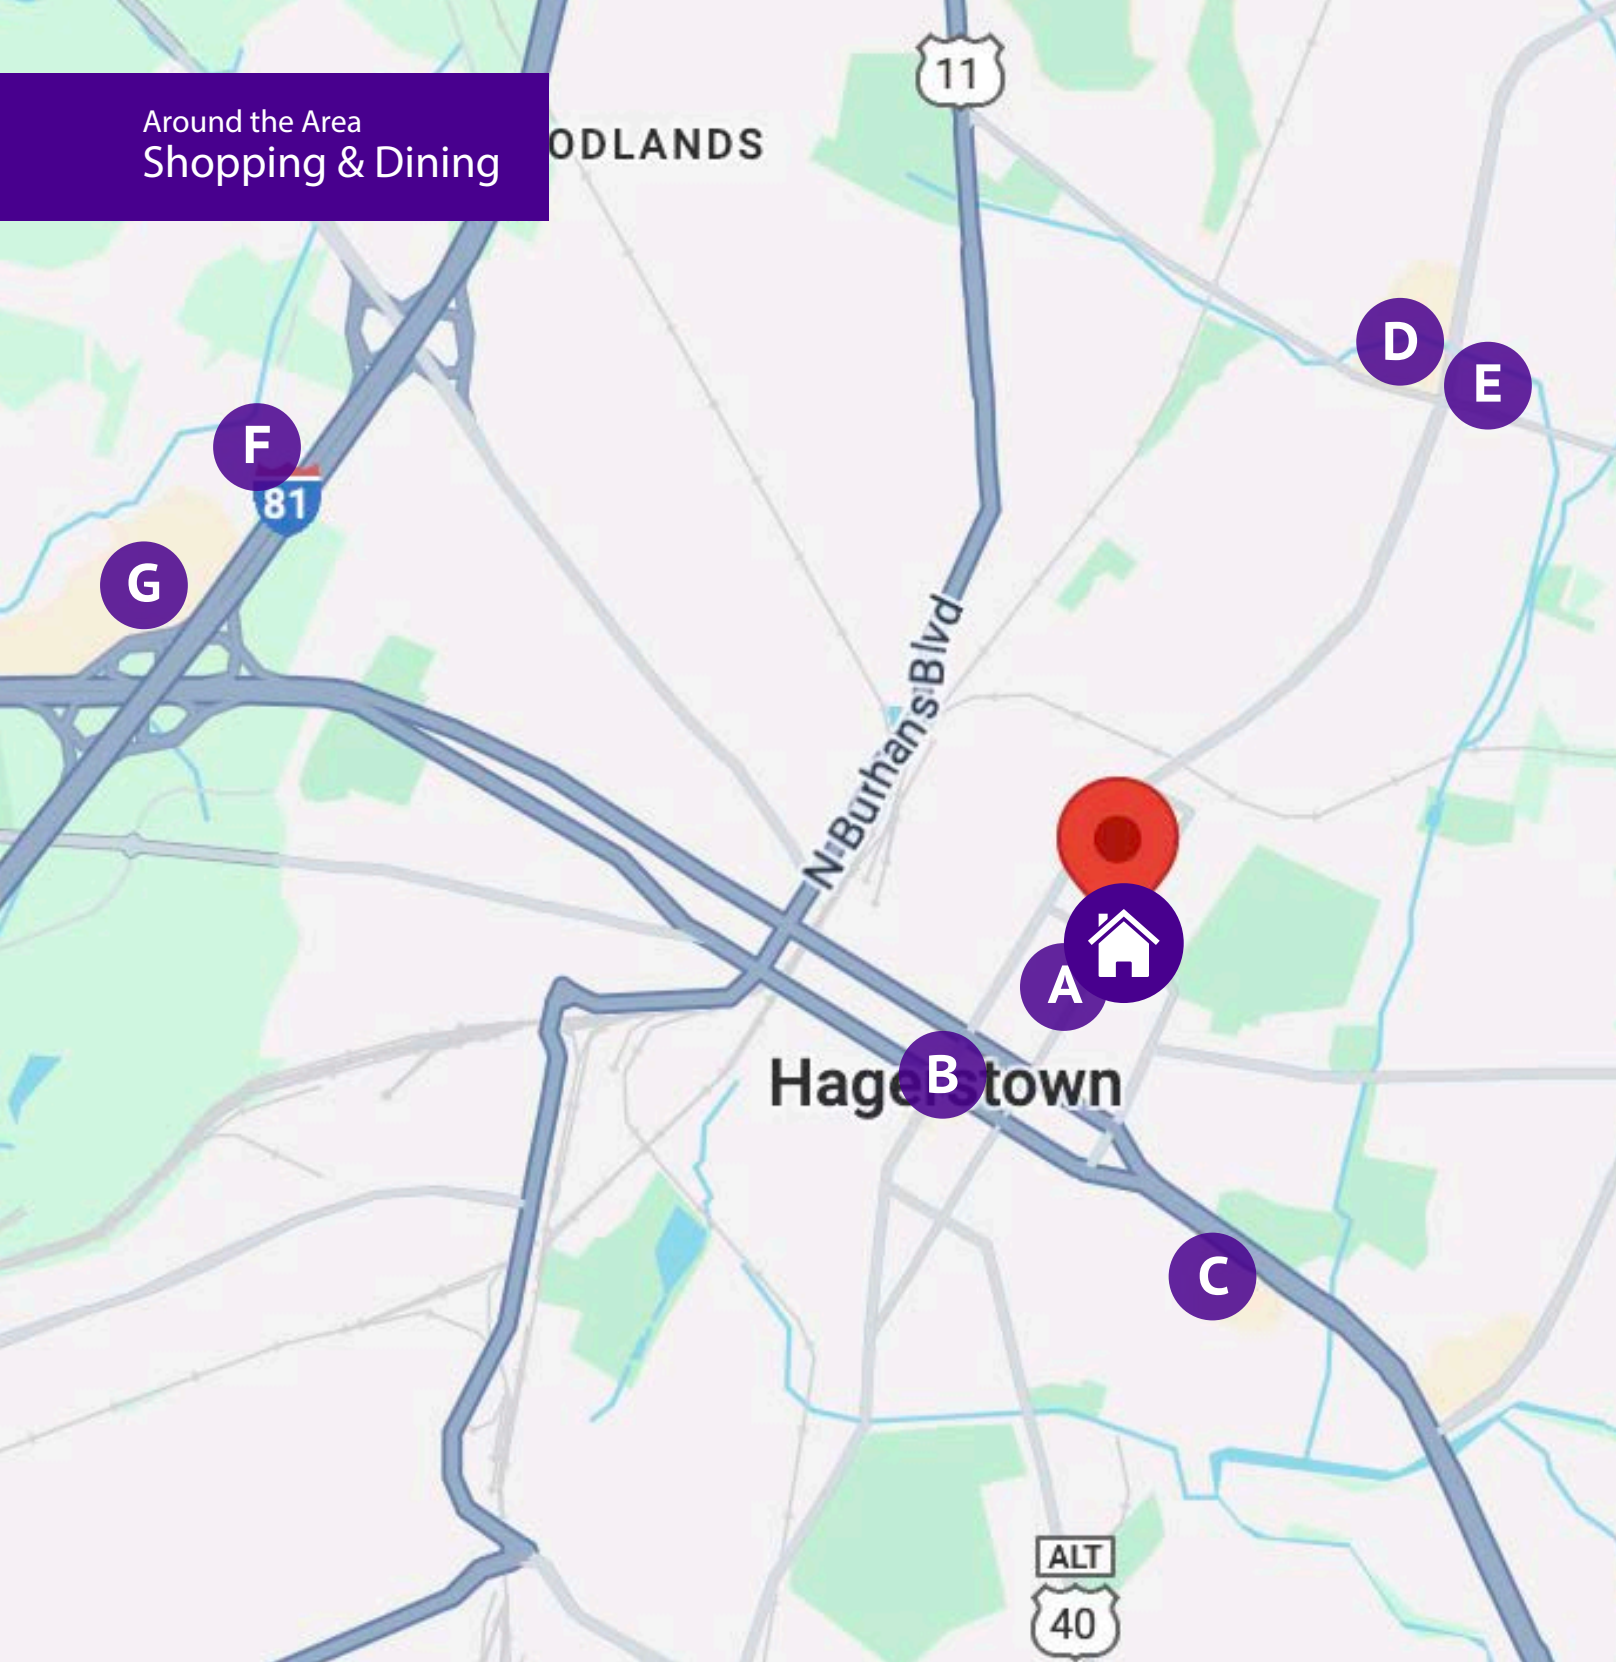 11
Around the Area
Shopping & Dining
ODLANDS
D
E
F
81
G
N Burhans Blvd
A
B
Hagerstown
C
ALT
40